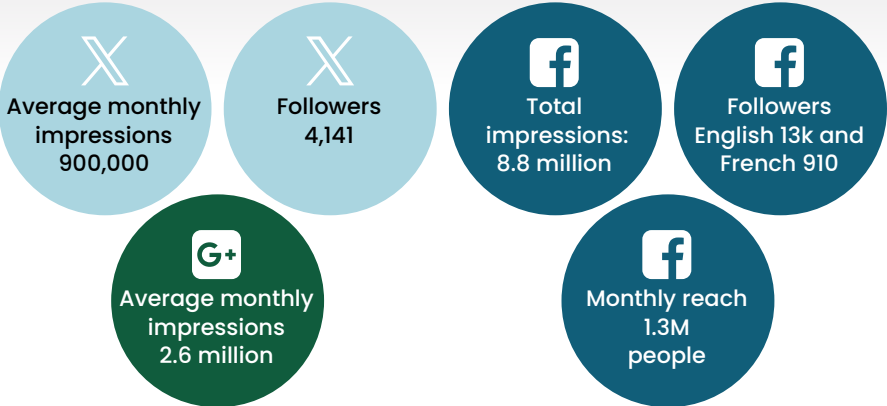 Average monthly
impressions
900,000
Followers
4,141
Total
impressions:
8.8 million
Followers
English 13k and
French 910
G+
Average monthly
impressions
2.6 million
Monthly reach
1.3M
people